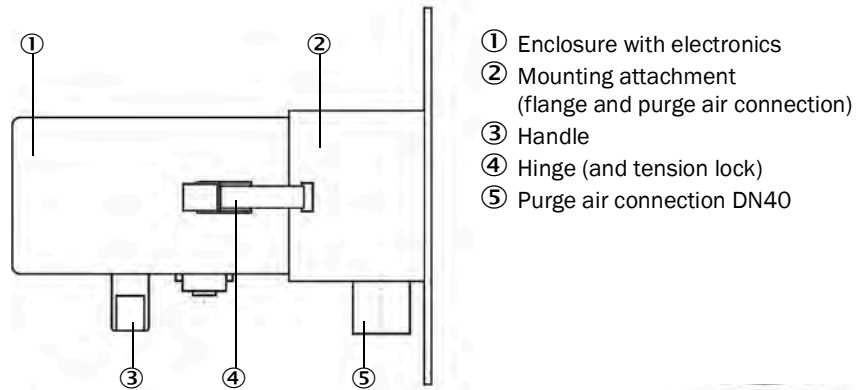 ①
②
③
④
⑤
① Enclosure with electronics
② Mounting attachment
(flange and purge air connection)
③ Handle
④ Hinge (and tension lock)
⑤ Purge air connection DN40